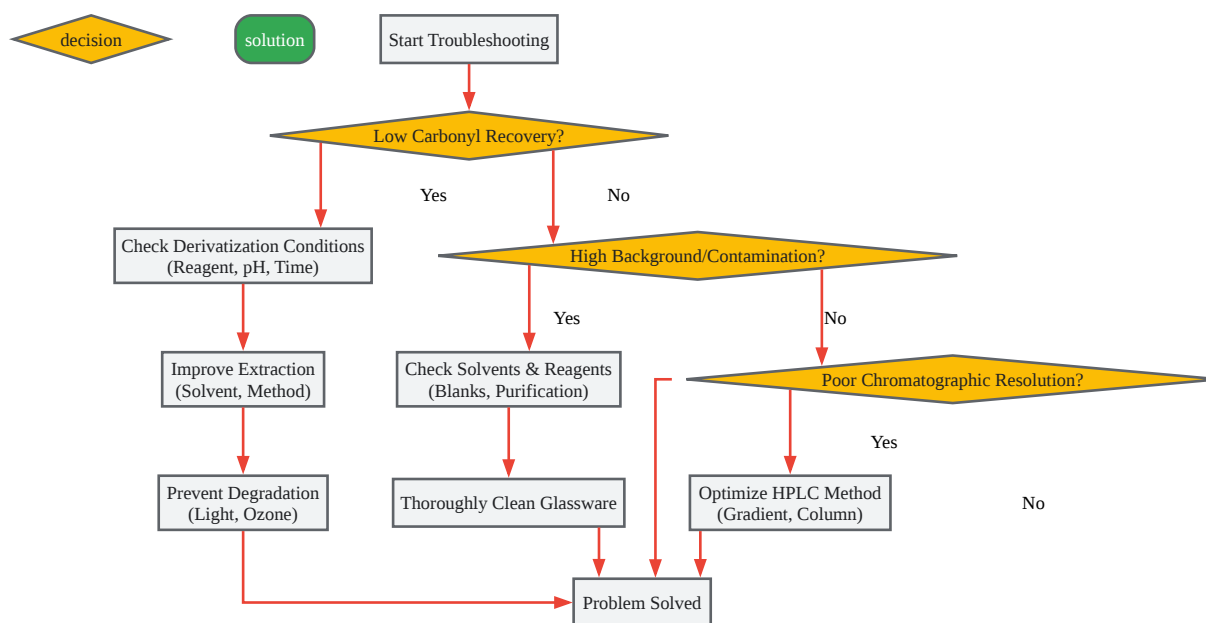 decision
solution
Start Troubleshooting
Low Carbonyl Recovery?
Yes
No
Check Derivatization Conditions
(Reagent, pH, Time)
High Background/Contamination?
Yes
No
Improve Extraction
(Solvent, Method)
Check Solvents & Reagents
(Blanks, Purification)
Poor Chromatographic Resolution?
Yes
No
Prevent Degradation
(Light, Ozone)
Thoroughly Clean Glassware
Optimize HPLC Method
(Gradient, Column)
Problem Solved